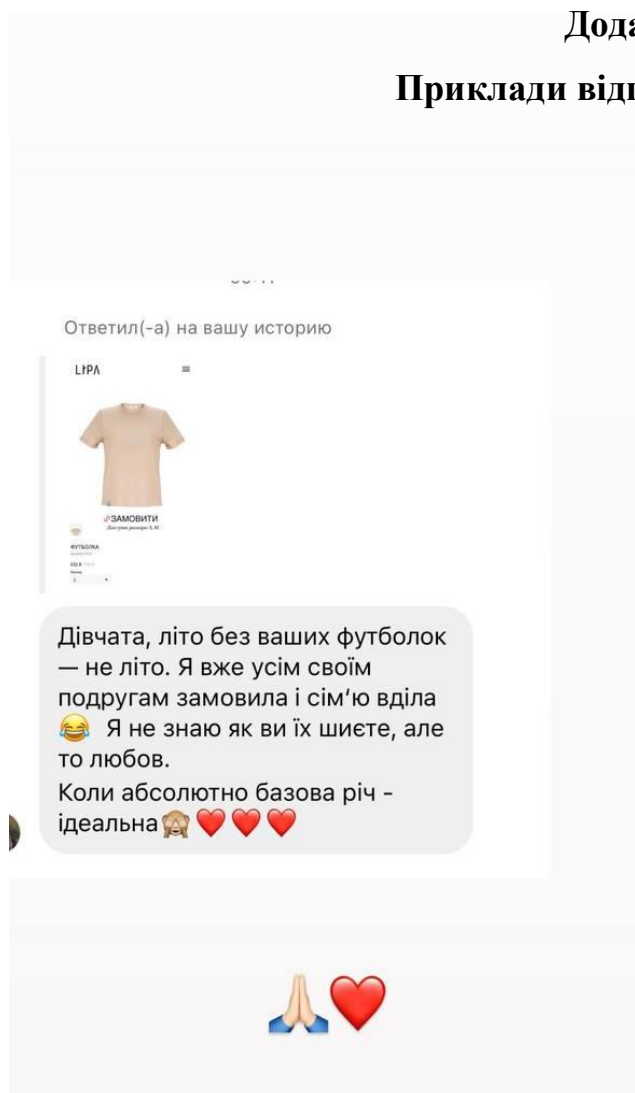 Дода
Приклади від
Ответил(-а) на вашу историю
LIPA
ЗАМОВИТИ
Доступні розміри: S, M
ФУТБОЛКА
Дівчата, літо без ваших футболок
— не літо. Я вже усім своїм
подругам замовила і сім‘ю вділа
😂 Я не знаю як ви їх шиєте, але
то любов.
Коли абсолютно базова річ -
ідеальна🙈❤️❤️❤️
🙏🏻❤️